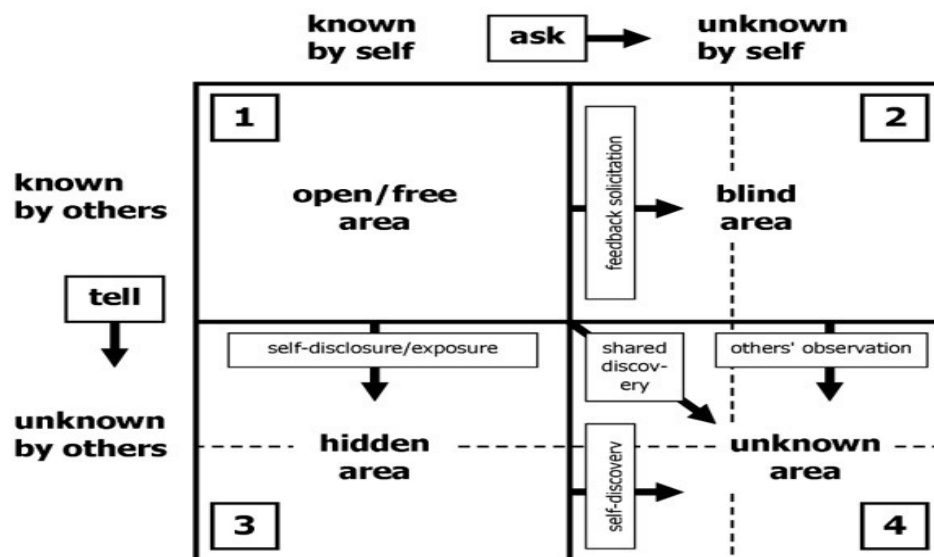 known
by self
ask
unknown
by self
1
2
known
by others
open/free
area
feedback solicitation
blind
area
tell
self-disclosure/exposure
shared
discov-
ery
others' observation
unknown
by others
hidden
area
self-discovery
unknown
area
3
4